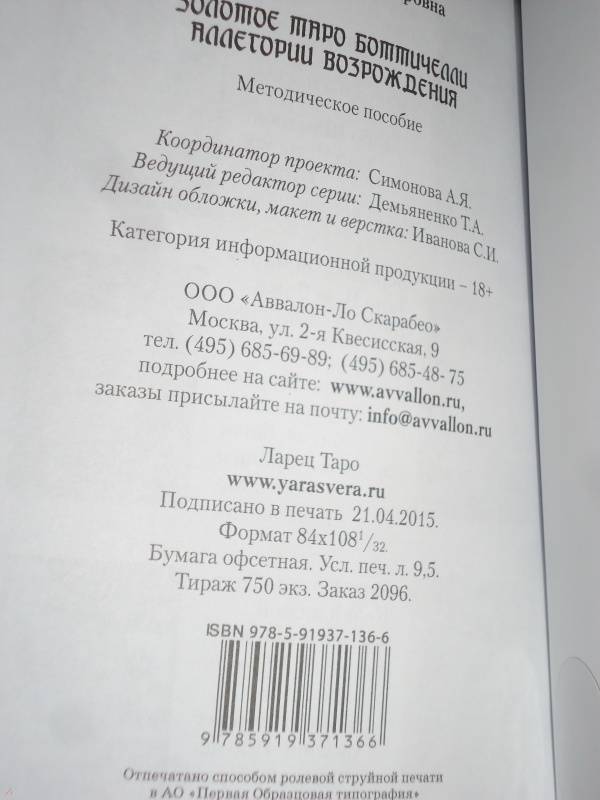 ЗОЛОТОЕ ТАРО БОТТИЧЕЛЛИ
АЛЛЕГОРИИ ВОЗРОЖДЕНИЯ
Методическое пособие
Координатор проекта: Симонова А.Я.
Ведущий редактор серии: Демьяненко Т.А.
Дизайн обложки, макет и верстка: Иванова С.И.
Категория информационной продукции – 18+
ООО «Аввалон-Ло Скарабео»
Москва, ул. 2-я Квесисская, 9
тел. (495) 685-69-89; (495) 685-48-75
подробнее на сайте: www.avvallon.ru,
заказы присылайте на почту: info@avvallon.ru
Ларец Таро
www.yarasvera.ru
Подписано в печать 21.04.2015.
Формат 84x108¹/₃₂.
Бумага офсетная. Усл. печ. л. 9,5.
Тираж 750 экз. Заказ 2096.
ISBN 978-5-91937-136-6
9 785919 371366
Отпечатано способом ролевой струйной печати
в АО «Первая Образцовая типография»